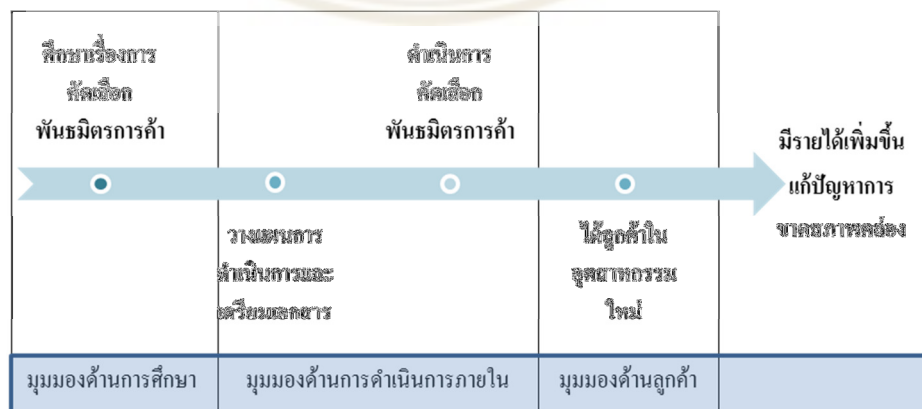 ศึกษาเรื่องการ
คัดเลือก
พันธมิตรการค้า
ดำเนินการ
คัดเลือก
พันธมิตรการค้า
มีรายได้เพิ่มขึ้น
แก้ปัญหาการ
ขาดสภาพคล่อง
วางแผนการ
ดำเนินการและ
เตรียมเอกสาร
ได้ลูกค้าใน
อุตสาหกรรม
ใหม่
มุมมองด้านการศึกษา
มุมมองด้านการดำเนินการภายใน
มุมมองด้านลูกค้า